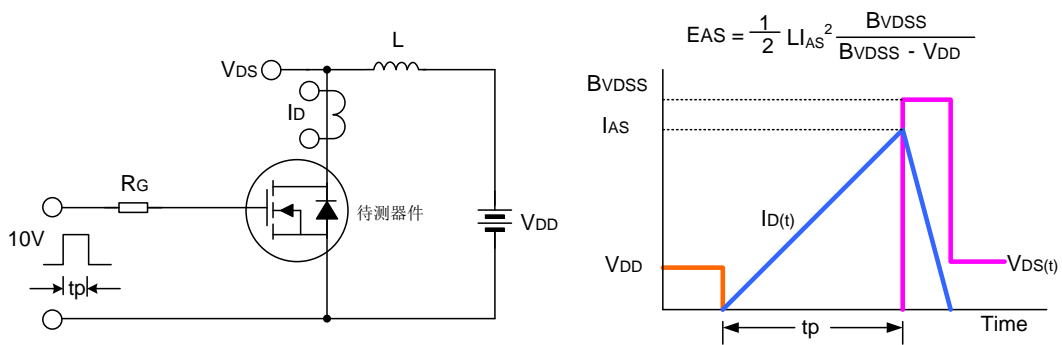 L
VDS
ID
RG
待测器件
10V
VDD
tp
EAS = 1/2 LIAS² BVDSS / BVDSS - VDD
BVDSS
IAS
ID(t)
VDD
VDS(t)
tp
Time